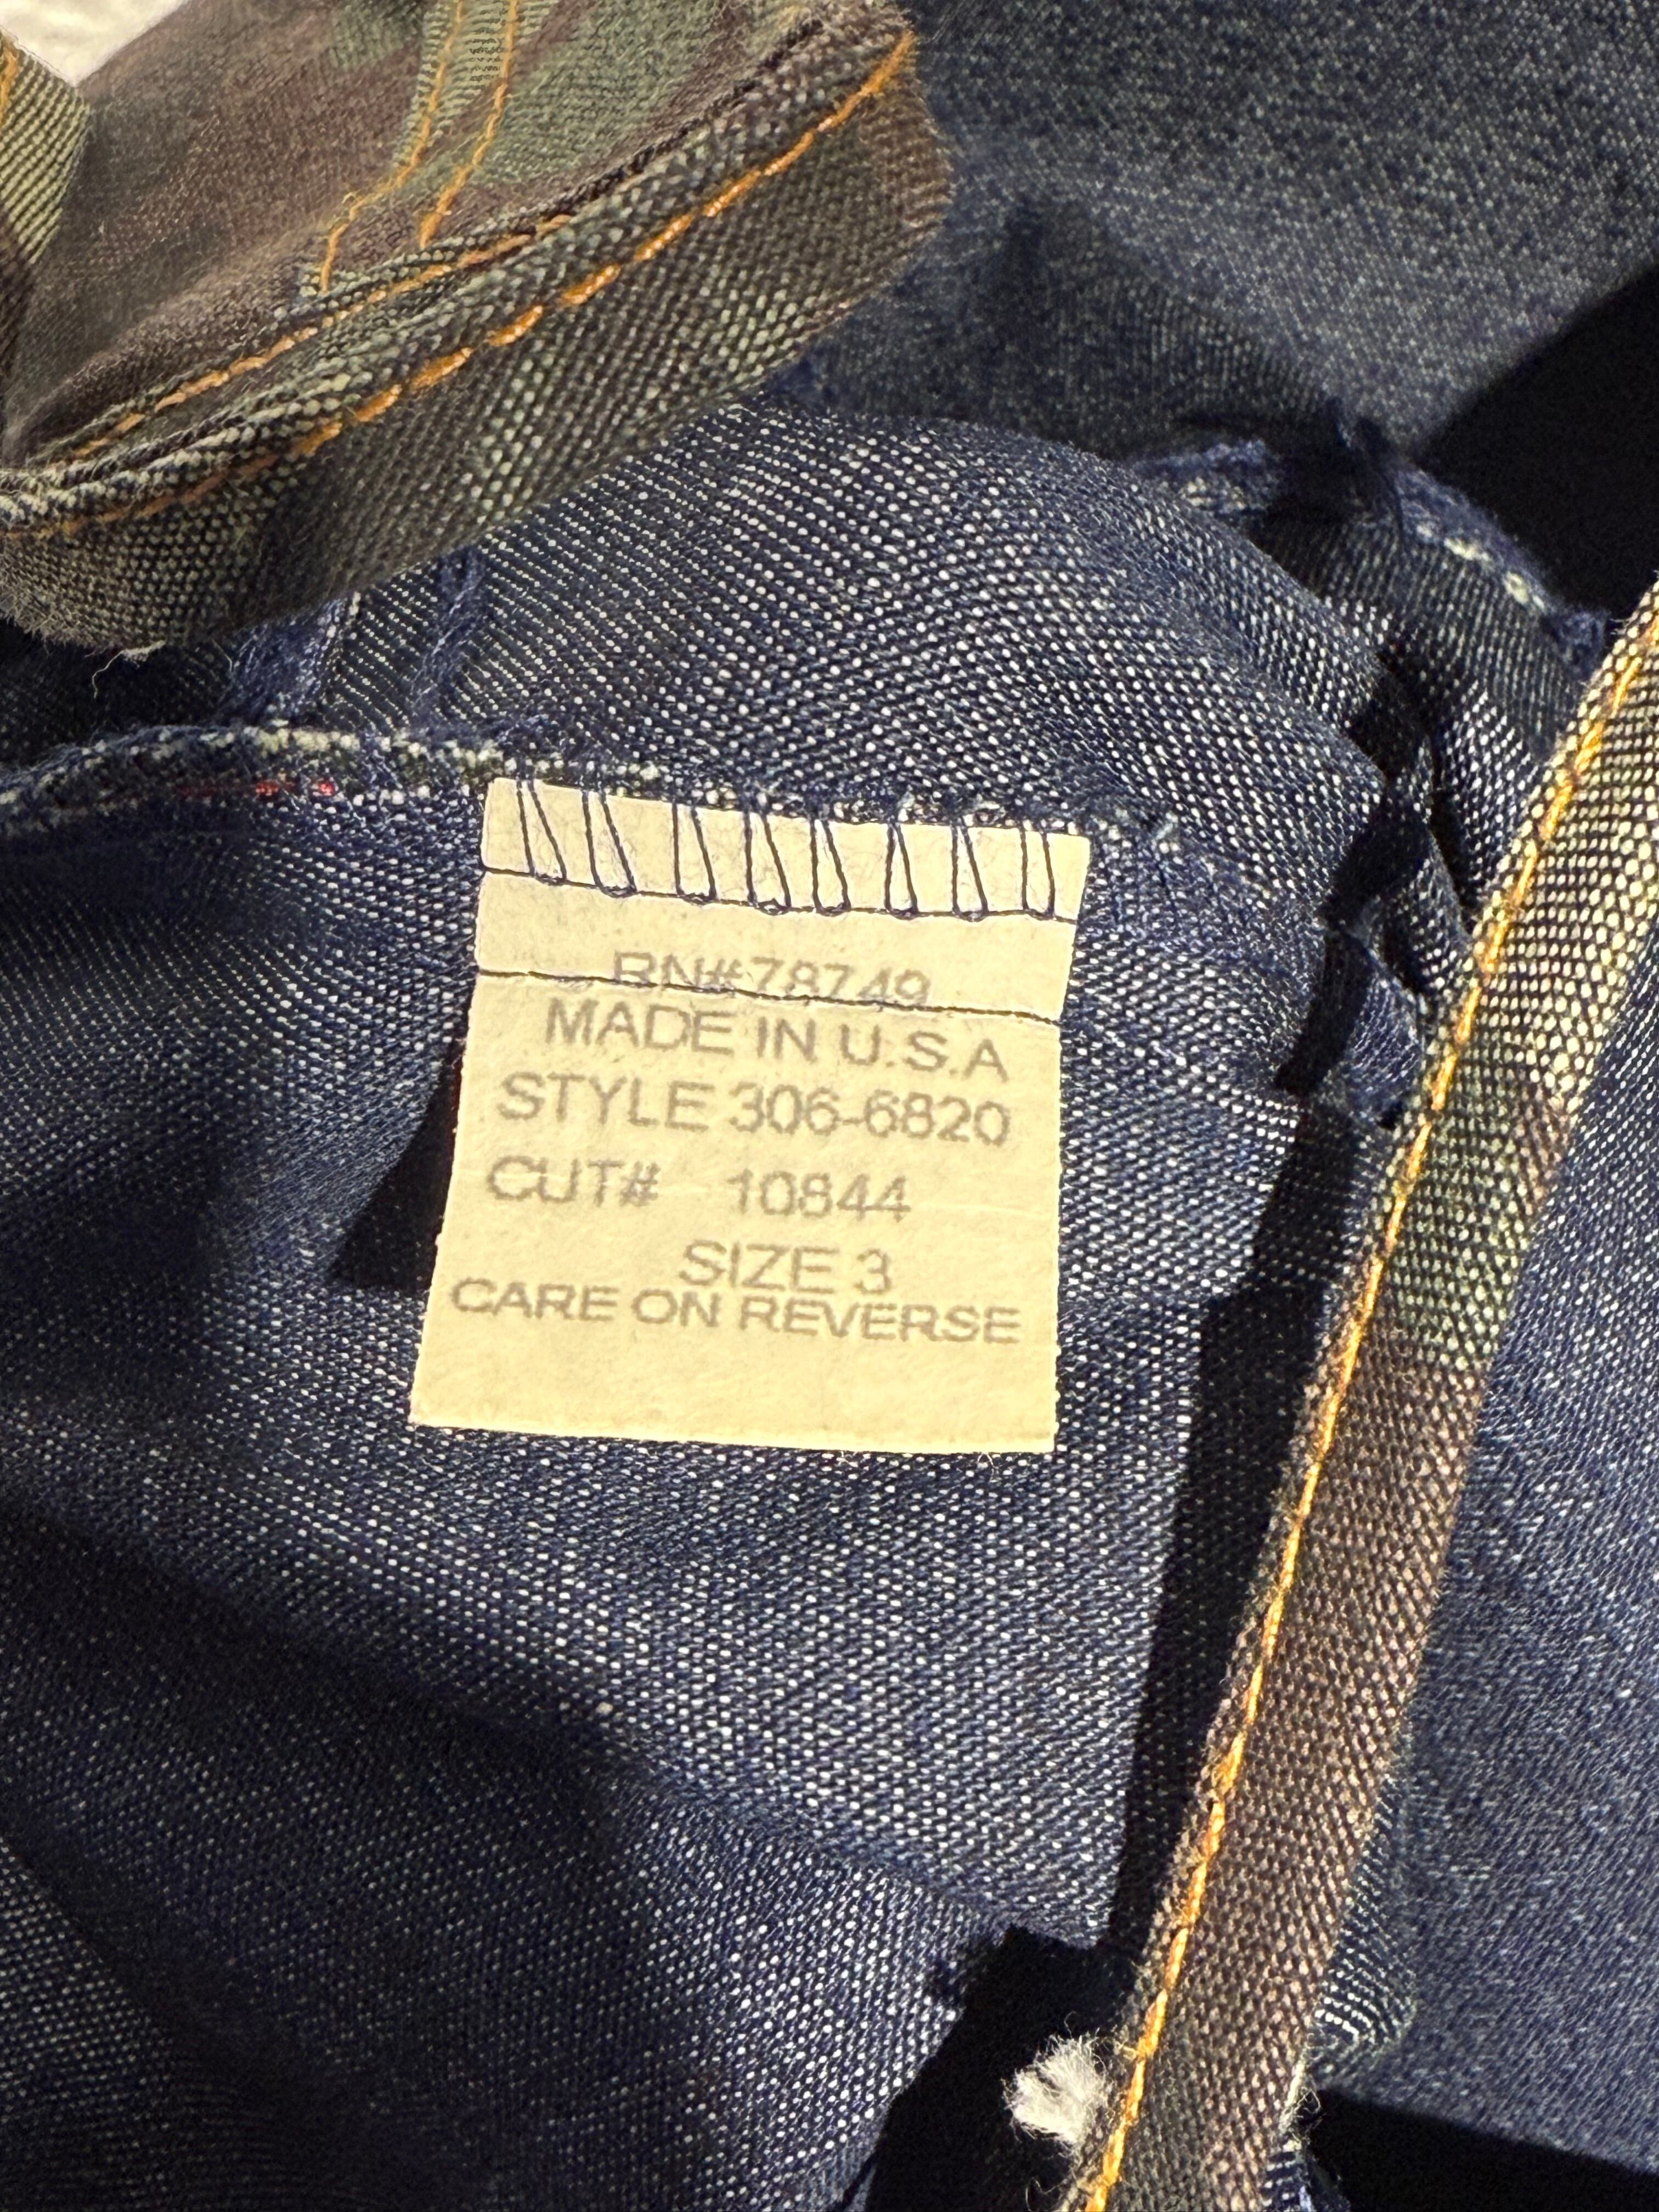 RN#78749
MADE IN U.S.A
STYLE 306-6820
CUT# 10844
SIZE 3
CARE ON REVERSE